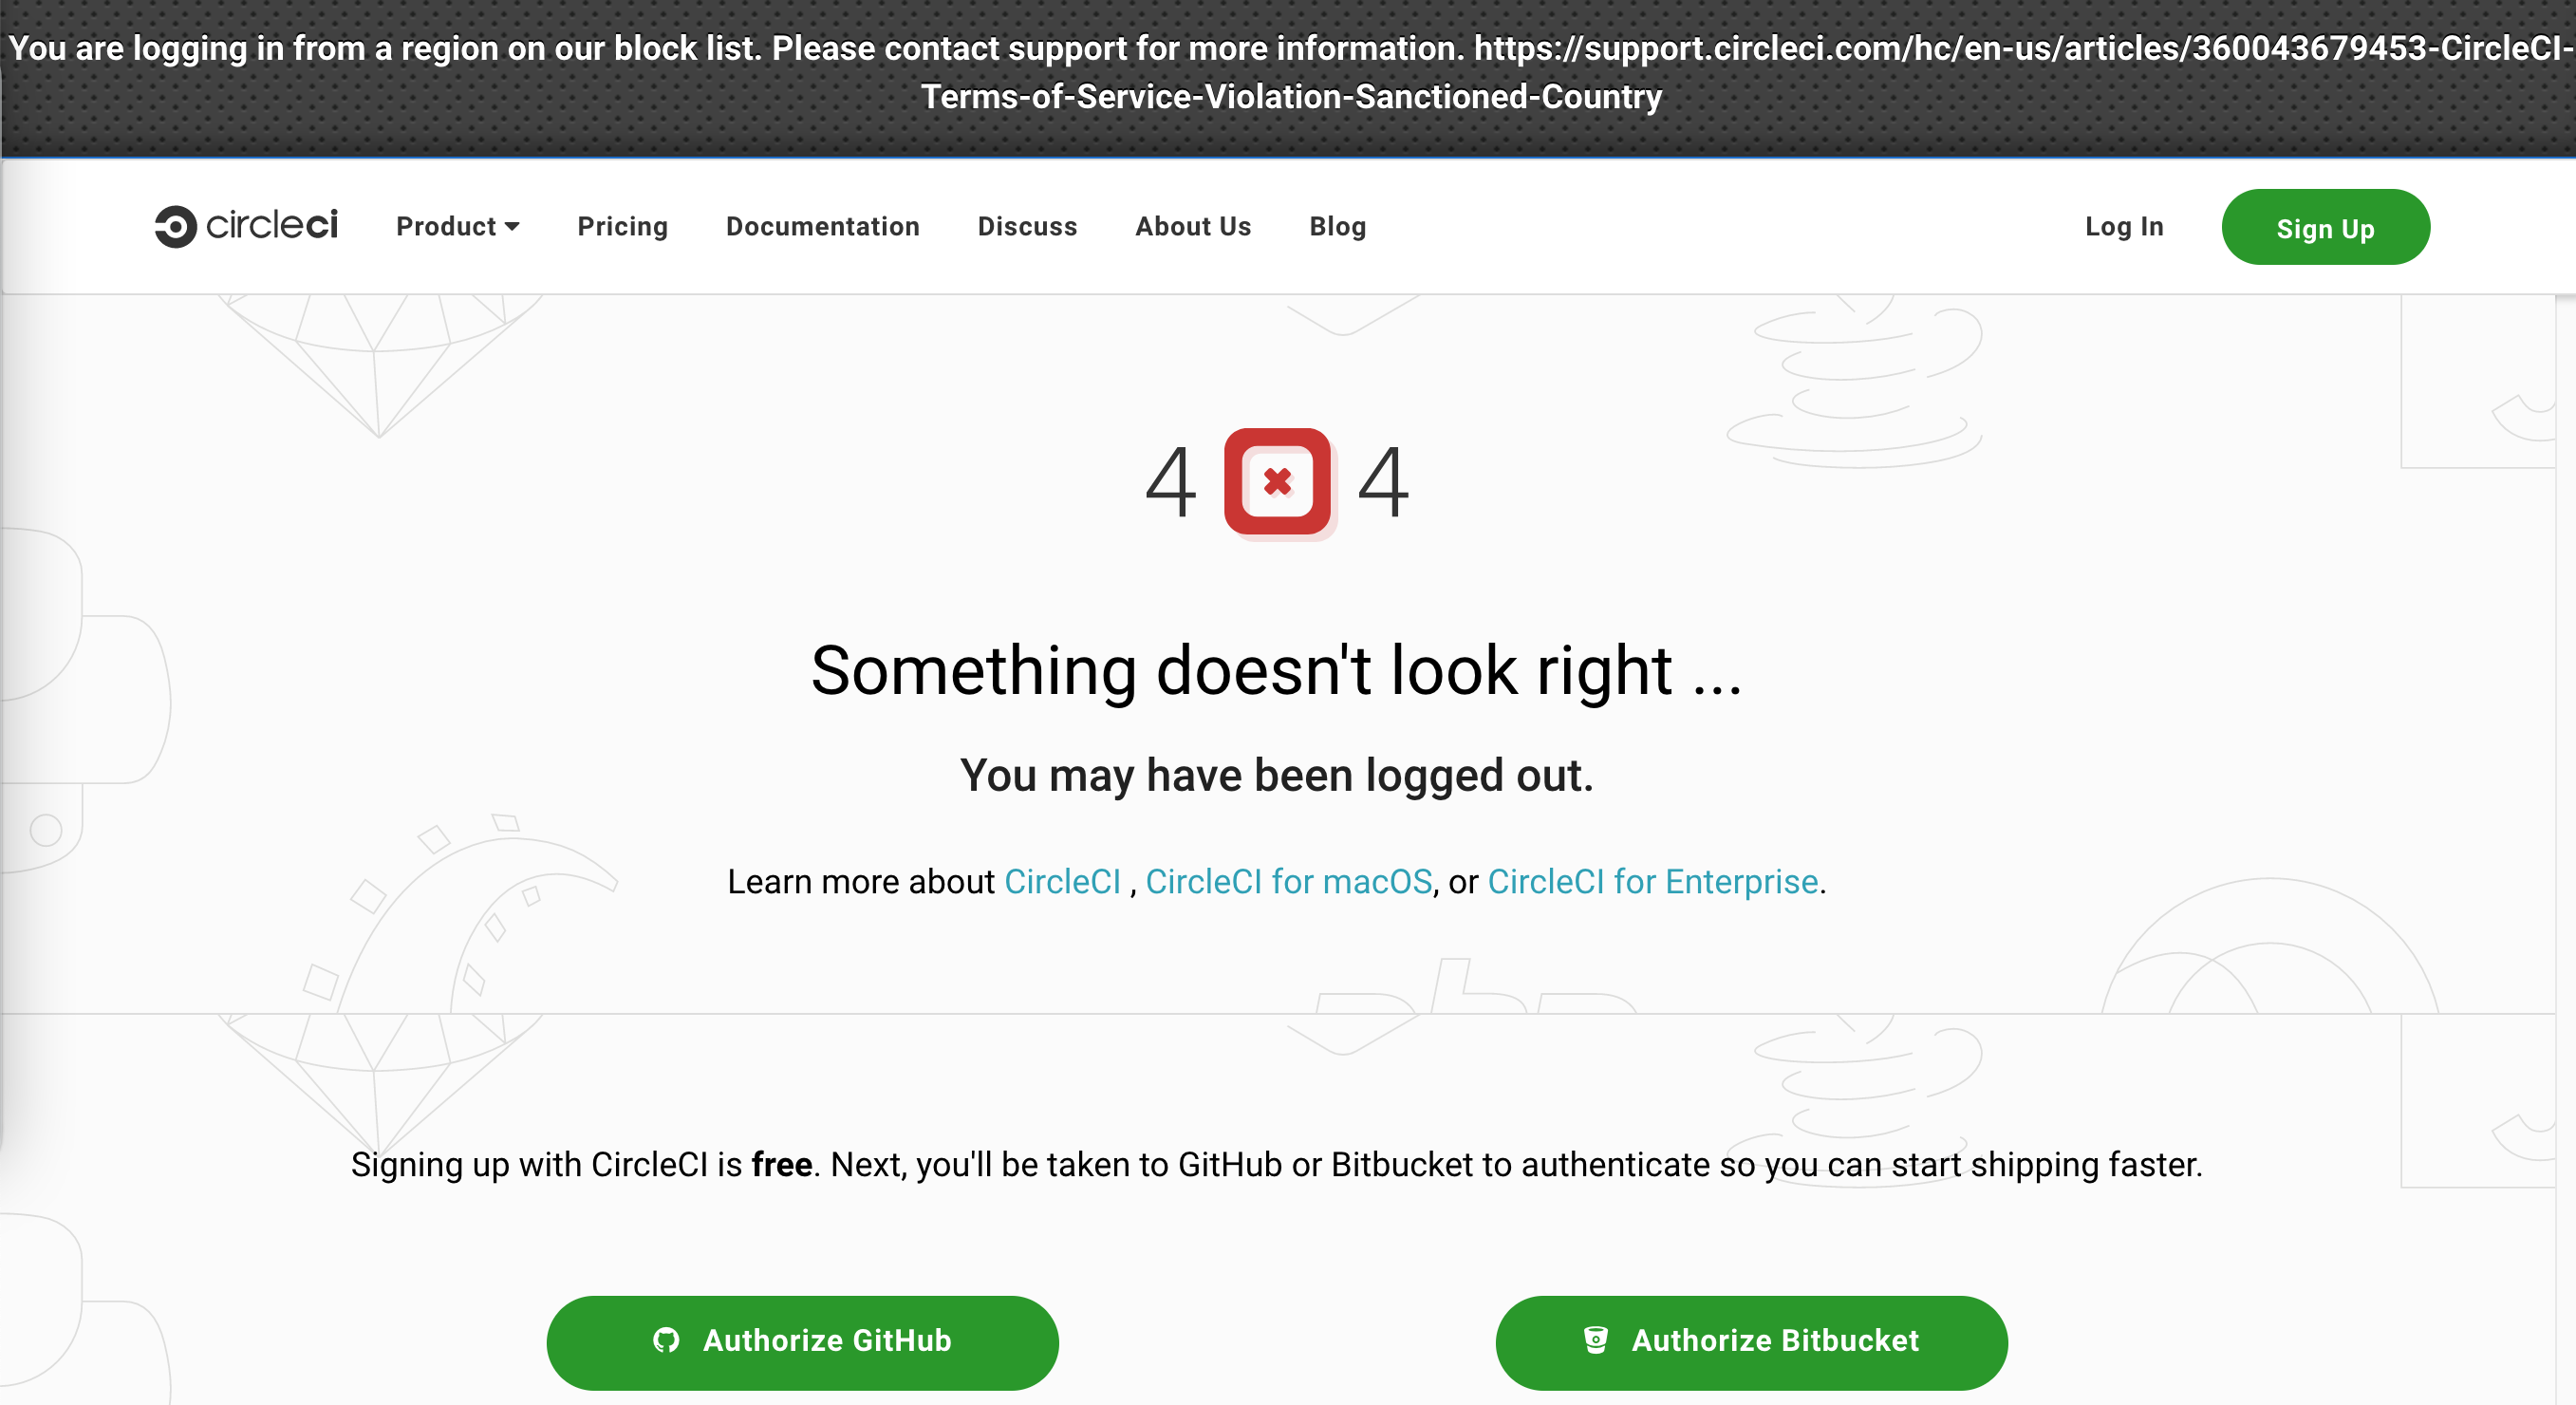 You are logging in from a region on our block list. Please contact support for more information. https://support.circleci.com/hc/en-us/articles/360043679453-CircleCI-
Terms-of-Service-Violation-Sanctioned-Country
circleci Product Pricing Documentation Discuss About Us Blog Log In Sign Up
4 4
Something doesn't look right ...
You may have been logged out.
Learn more about CircleCI , CircleCI for macOS, or CircleCI for Enterprise.
Signing up with CircleCI is free. Next, you'll be taken to GitHub or Bitbucket to authenticate so you can start shipping faster.
Authorize GitHub Authorize Bitbucket